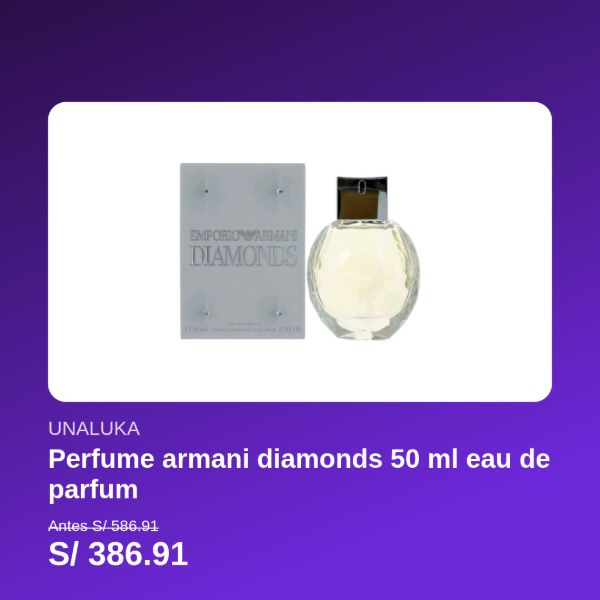 EMPORIO ARMANI
DIAMONDS
UNALUKA
Perfume armani diamonds 50 ml eau de
parfum
Antes S/ 586.91
S/ 386.91